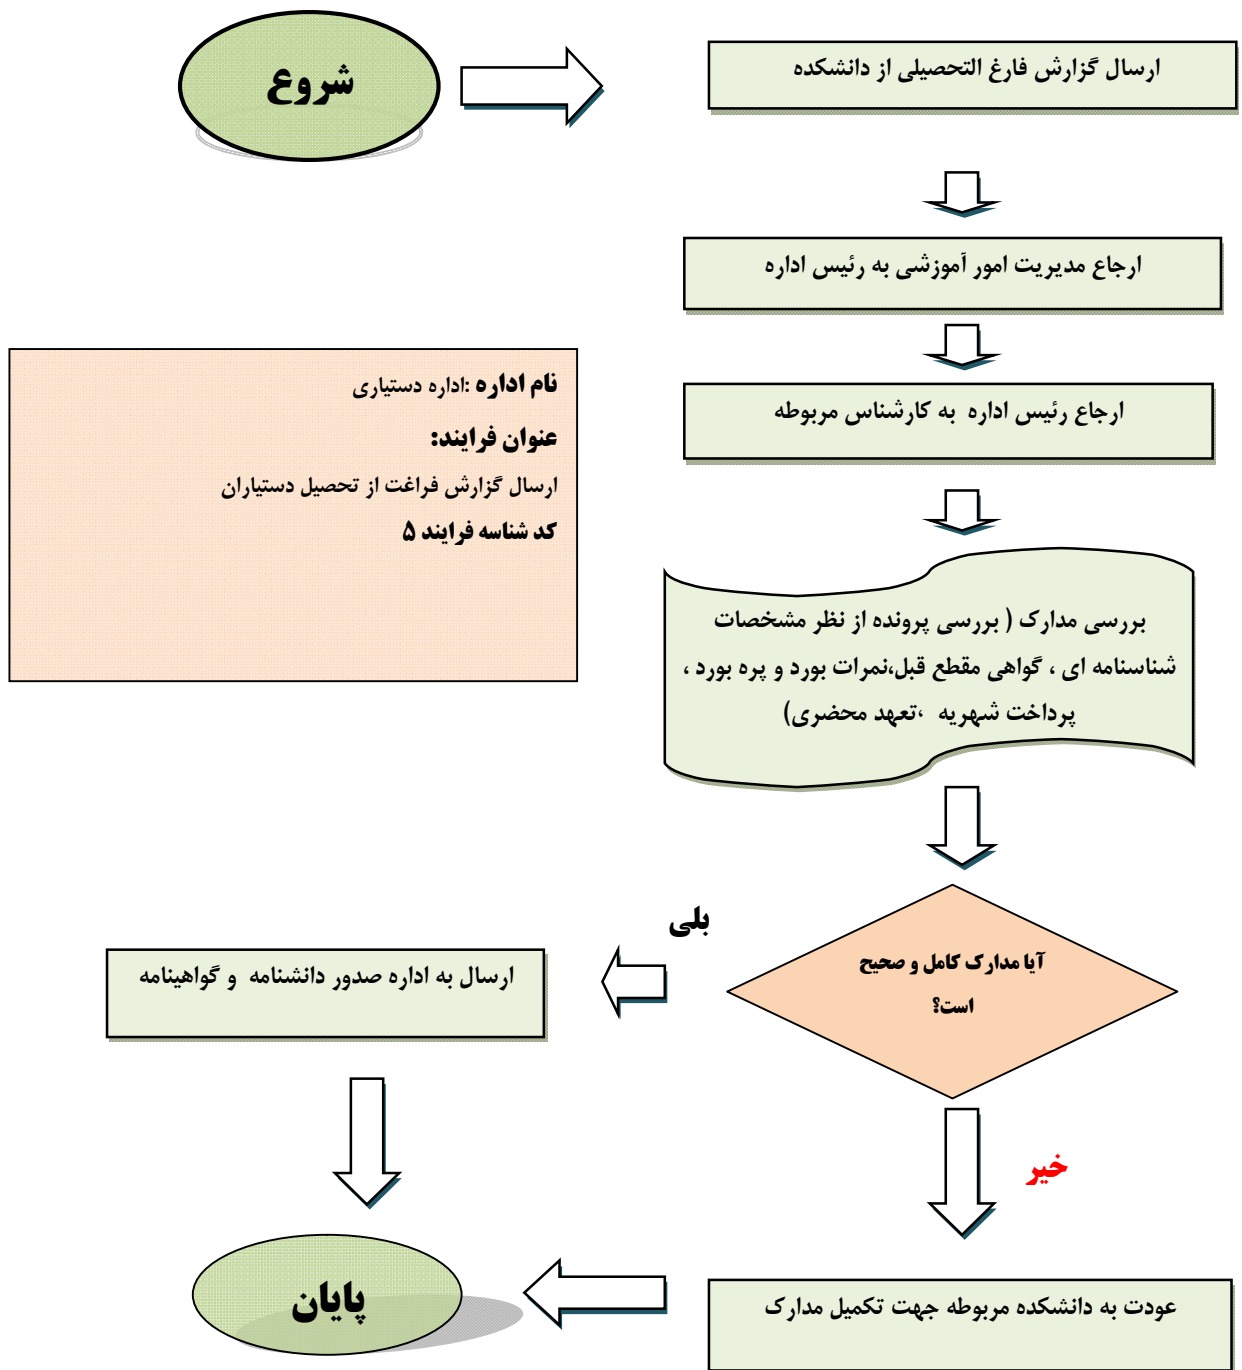 شروع
ارسال گزارش فارغ التحصیلی از دانشکده
ارجاع مدیریت امور آموزشی به رئیس اداره
ارجاع رئیس اداره به کارشناس مربوطه
نام اداره :اداره دستیاری
عنوان فرایند:
ارسال گزارش فراغت از تحصیل دستیاران
کد شناسه فرایند ۵
بررسی مدارک ( بررسی پرونده از نظر مشخصات
شناسنامه ای ، گواهی مقطع قبل،نمرات بورد و پره بورد ،
پرداخت شهریه ،تعهد محضری)
آیا مدارک کامل و صحیح
است؟
بلی
ارسال به اداره صدور دانشنامه و گواهینامه
خیر
عودت به دانشکده مربوطه جهت تکمیل مدارک
پایان